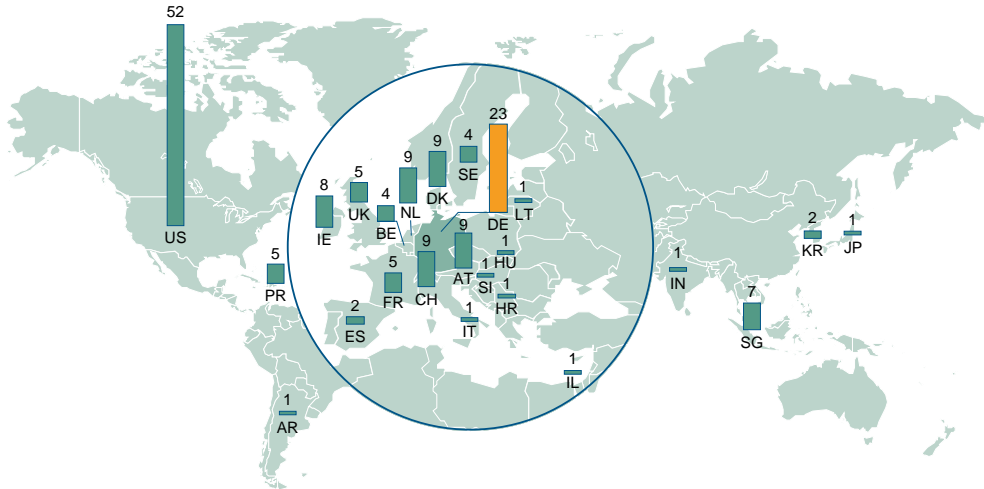 52
US
5
PR
1
AR
8
IE
5
UK
4
BE
9
NL
9
DK
4
SE
23
DE
1
LT
9
AT
9
CH
5
FR
2
ES
1
HU
1
SI
1
HR
1
IT
1
IL
1
IN
7
SG
2
KR
1
JP